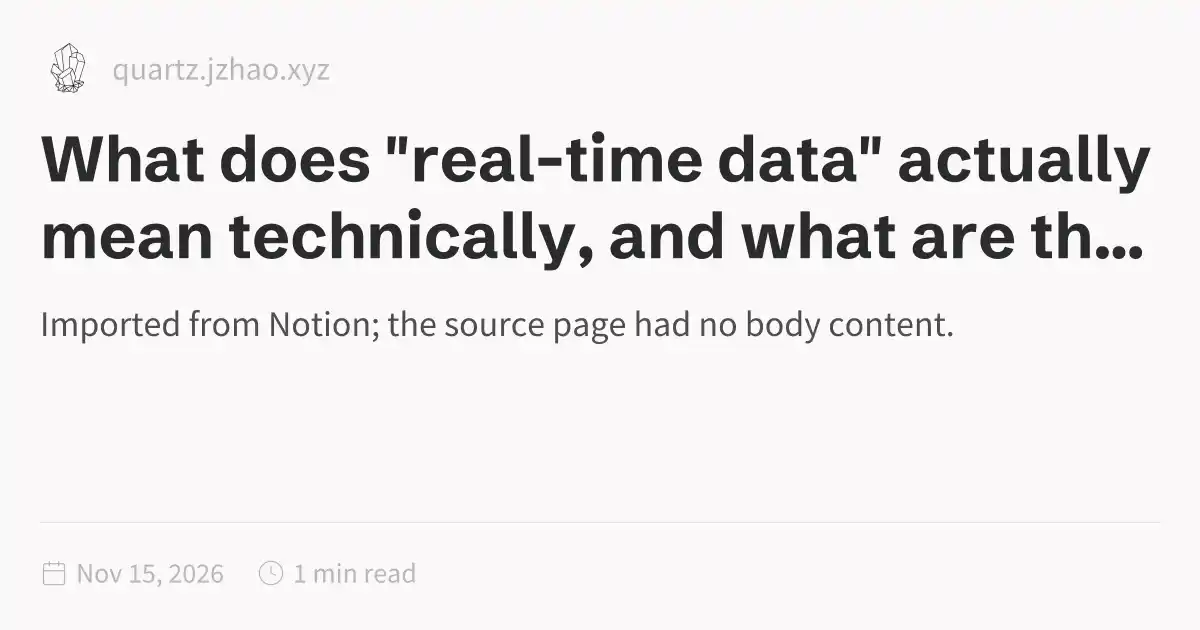 quartz.jzhao.xyz
What does "real-time data" actually
mean technically, and what are th...
Imported from Notion; the source page had no body content.
Nov 15, 2026 1 min read